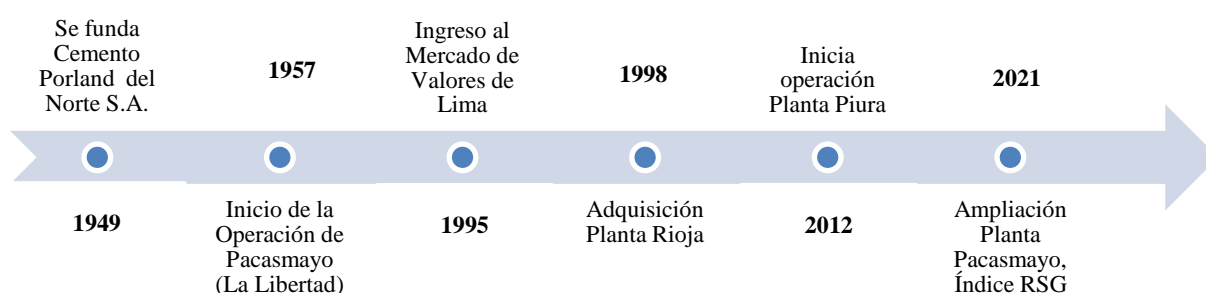 Se funda
Cemento
Porland del
Norte S.A.
1949
1957
Inicio de la
Operación de
Pacasmayo
(La Libertad)
Ingreso al
Mercado de
Valores de
Lima
1995
1998
Adquisición
Planta Rioja
Inicia
operación
Planta Piura
2012
2021
Ampliación
Planta
Pacasmayo,
Índice RSG